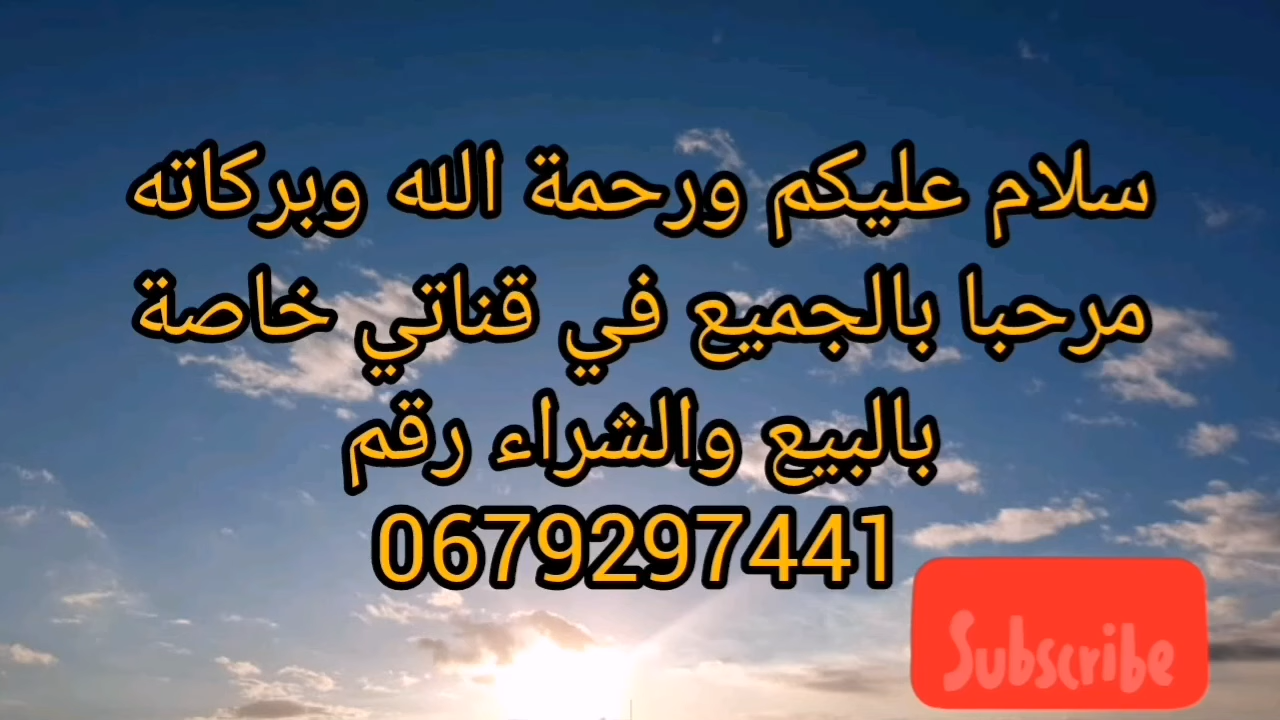 سلام عليكم ورحمة الله وبركاته
مرحبا بالجميع في قناتي خاصة
بالبيع والشراء رقم
0679297441
Subscribe